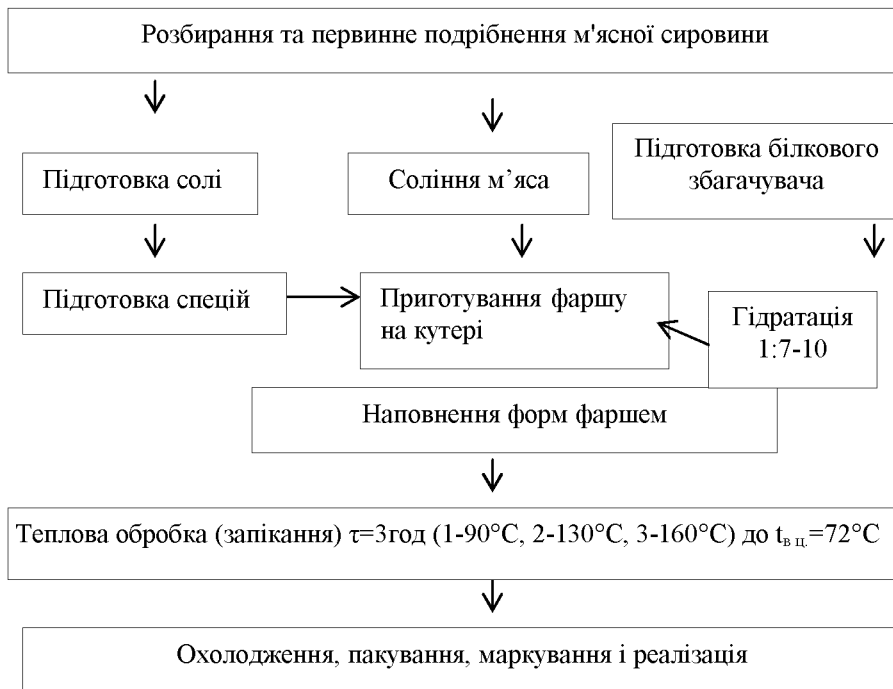 Розбирання та первинне подрібнення м'ясної сировини
Підготовка солі
Соління м’яса
Підготовка білкового
збагачувача
Підготовка спецій
Приготування фаршу
на кутері
Гідратація
1:7-10
Наповнення форм фаршем
Теплова обробка (запікання) τ=3год (1-90°С, 2-130°С, 3-160°С) до tв ц.=72°С
Охолодження, пакування, маркування і реалізація